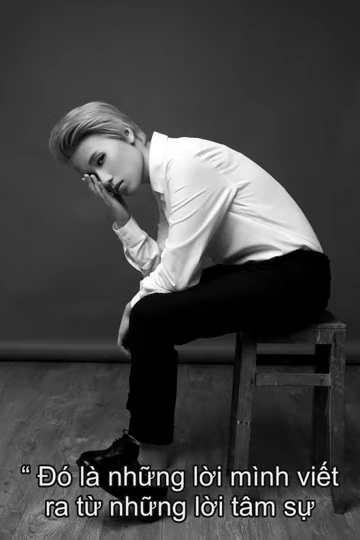 “ Đó là những lời mình viết
ra từ những lời tâm sự